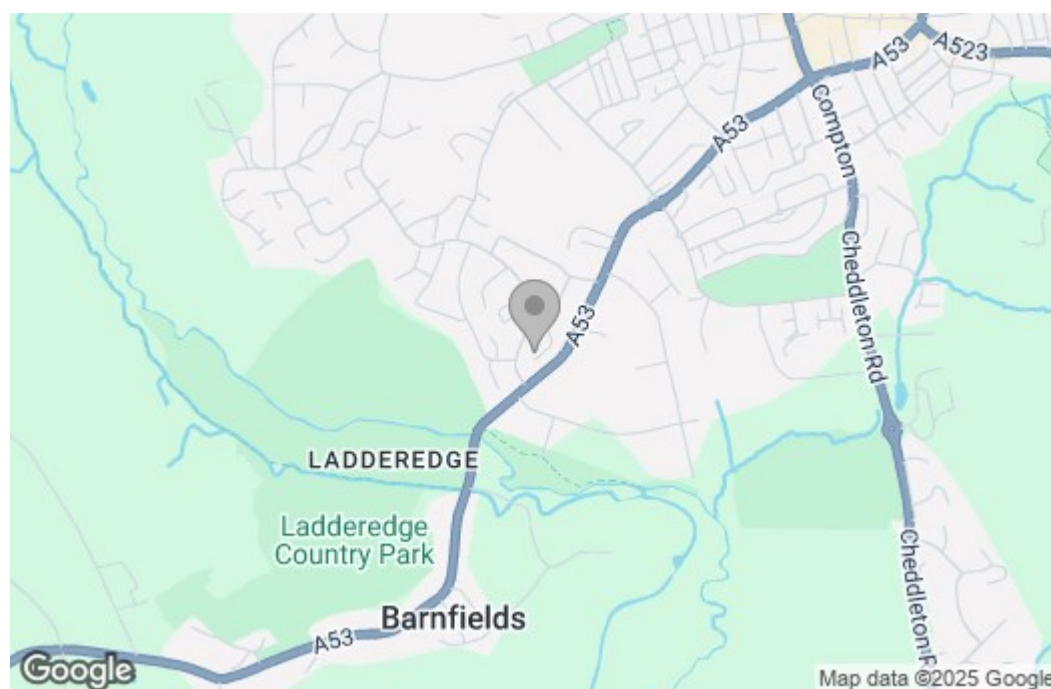 A53
A523
Compton
A53
Cheddleton Rd
A53
LADDEREDGE
Ladderedge
Country Park
Cheddleton R
Barnfields
A53
Google
Map data ©2025 Google